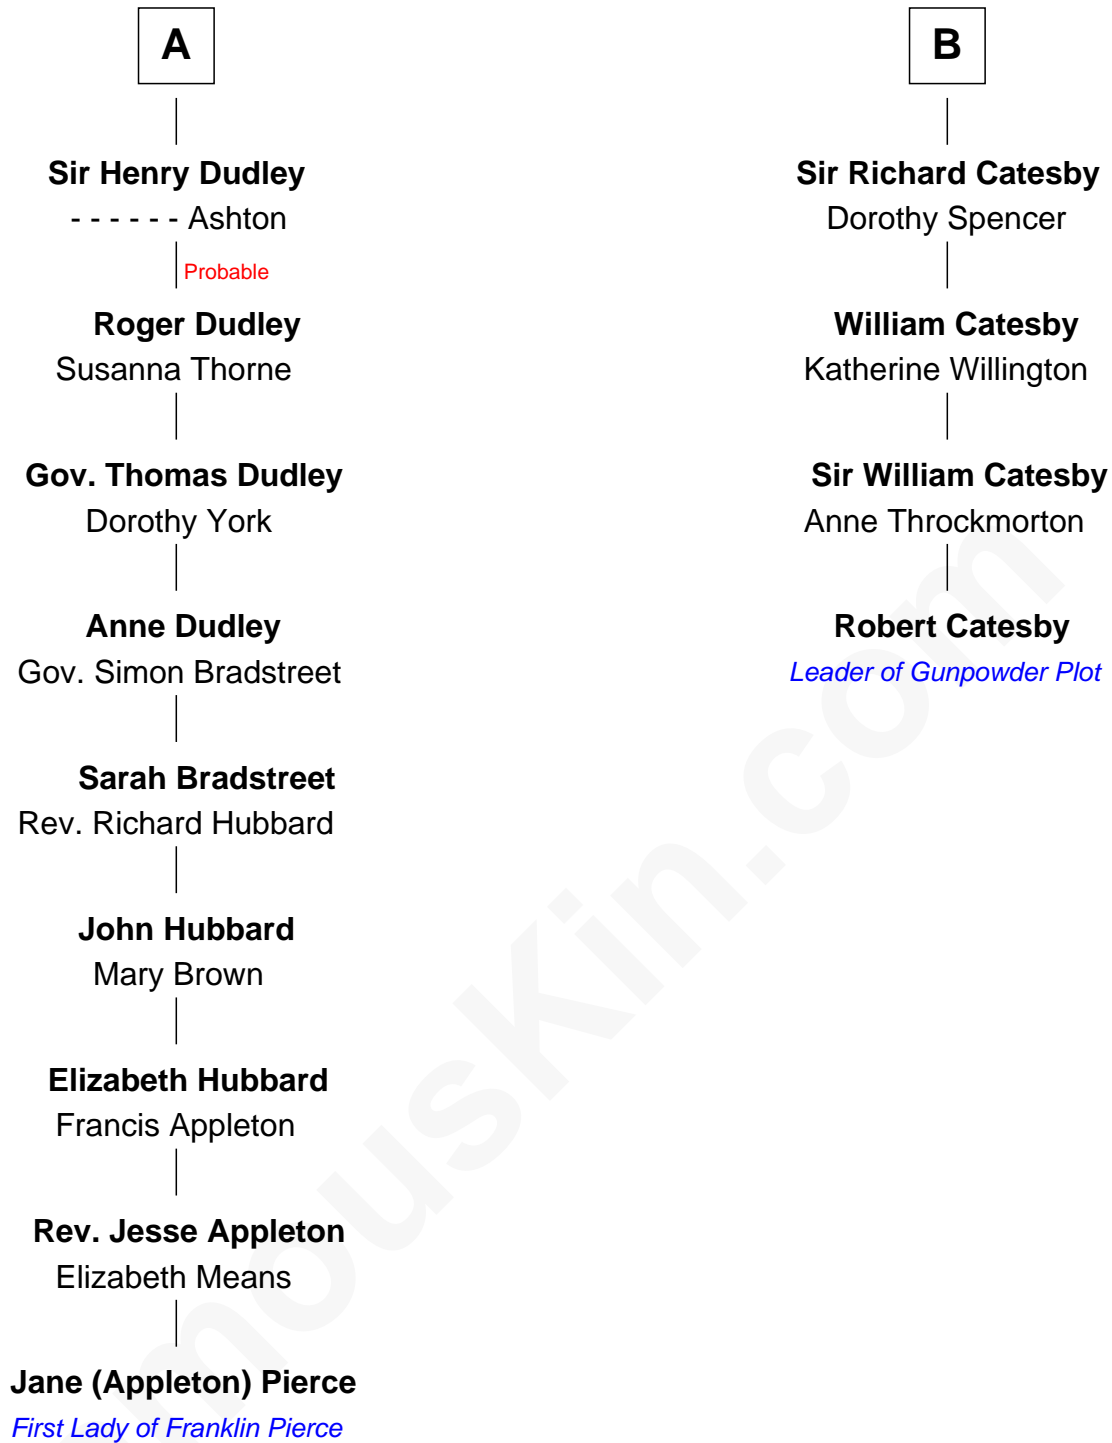 A
Sir Henry Dudley
- - - - - - Ashton
Probable
Roger Dudley
Susanna Thorne
Gov. Thomas Dudley
Dorothy York
Anne Dudley
Gov. Simon Bradstreet
Sarah Bradstreet
Rev. Richard Hubbard
John Hubbard
Mary Brown
Elizabeth Hubbard
Francis Appleton
Rev. Jesse Appleton
Elizabeth Means
Jane (Appleton) Pierce
First Lady of Franklin Pierce
B
Sir Richard Catesby
Dorothy Spencer
William Catesby
Katherine Willington
Sir William Catesby
Anne Throckmorton
Robert Catesby
Leader of Gunpowder Plot
mousKin.com